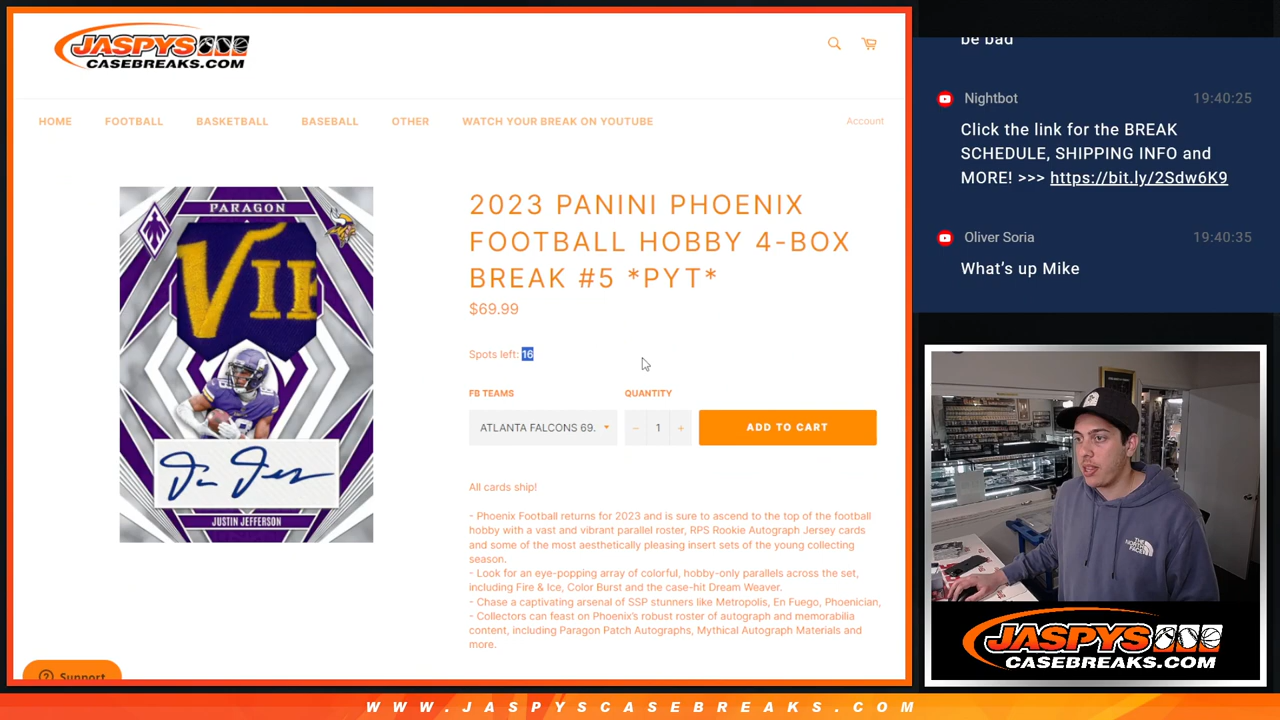 JASPYS
CASEBREAKS.COM
HOME
FOOTBALL
BASKETBALL
BASEBALL
OTHER
WATCH YOUR BREAK ON YOUTUBE
Account
PARAGON
VII
JUSTIN JEFFERSON
2023 PANINI PHOENIX
FOOTBALL HOBBY 4-BOX
BREAK #5 *PYT*
$69.99
Spots left: 16
FB TEAMS
QUANTITY
ATLANTA FALCONS 69.
− 1 +
ADD TO CART
All cards ship!
- Phoenix Football returns for 2023 and is sure to ascend to the top of the football
hobby with a vast and vibrant parallel roster, RPS Rookie Autograph Jersey cards
and some of the most aesthetically pleasing insert sets of the young collecting
season.
- Look for an eye-popping array of colorful, hobby-only parallels across the set,
including Fire & Ice, Color Burst and the case-hit Dream Weaver.
- Chase a captivating arsenal of SSP stunners like Metropolis, En Fuego, Phoenician,
- Collectors can feast on Phoenix's robust roster of autograph and memorabilia
content, including Paragon Patch Autographs, Mythical Autograph Materials and
more.
Support
be bad
Nightbot 19:40:25
Click the link for the BREAK
SCHEDULE, SHIPPING INFO and
MORE! >>> https://bit.ly/2Sdw6K9
Oliver Soria 19:40:35
What's up Mike
THE
NORTH
FACE
JASPYS
CASEBREAKS.COM
WWW.JASPYSCASEBREAKS.COM